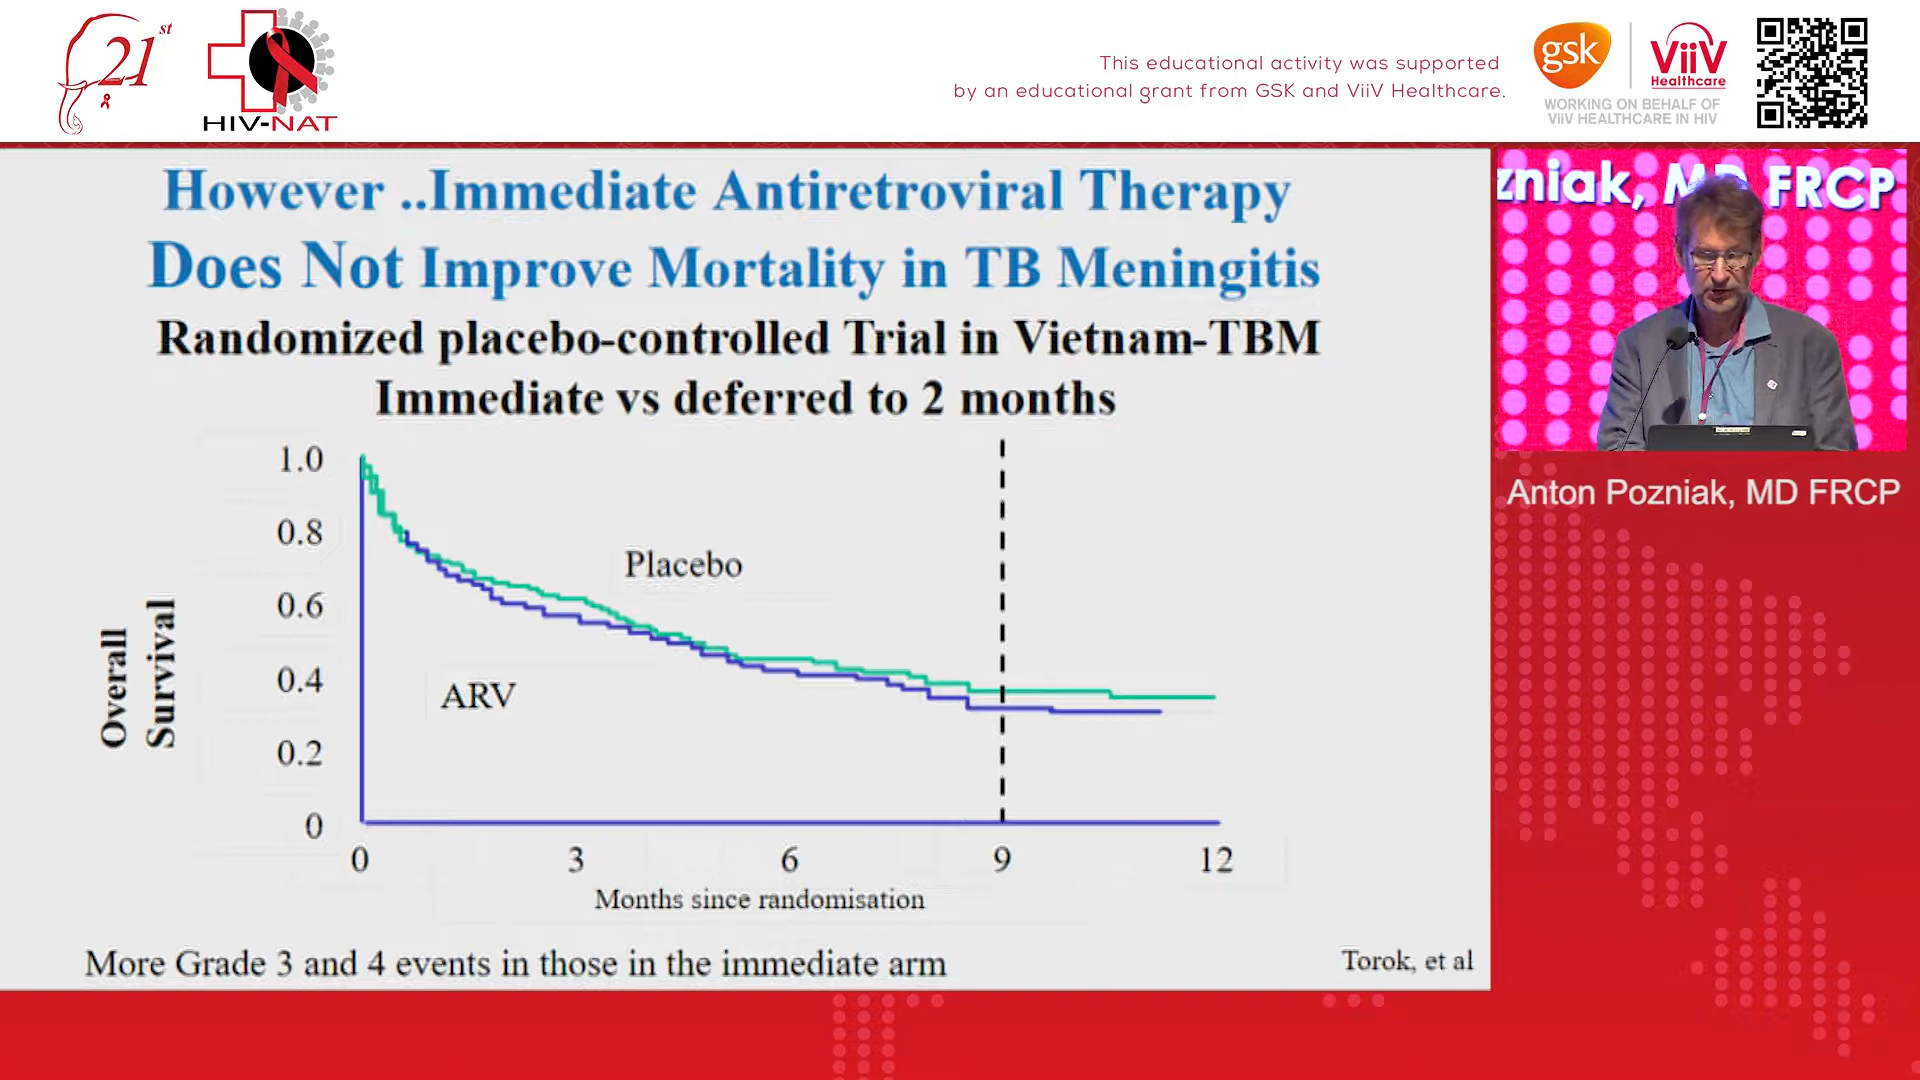 21st
HIV-NAT
This educational activity was supported
by an educational grant from GSK and ViiV Healthcare.
gsk
ViiV
Healthcare
WORKING ON BEHALF OF
ViiV HEALTHCARE IN HIV
However ..Immediate Antiretroviral Therapy
Does Not Improve Mortality in TB Meningitis
Randomized placebo-controlled Trial in Vietnam-TBM
Immediate vs deferred to 2 months
Overall
Survival
1.0
0.8
0.6
0.4
0.2
0
Placebo
ARV
0 3 6 9 12
Months since randomisation
More Grade 3 and 4 events in those in the immediate arm
Torok, et al
zniak, MD FRCP
Anton Pozniak, MD FRCP